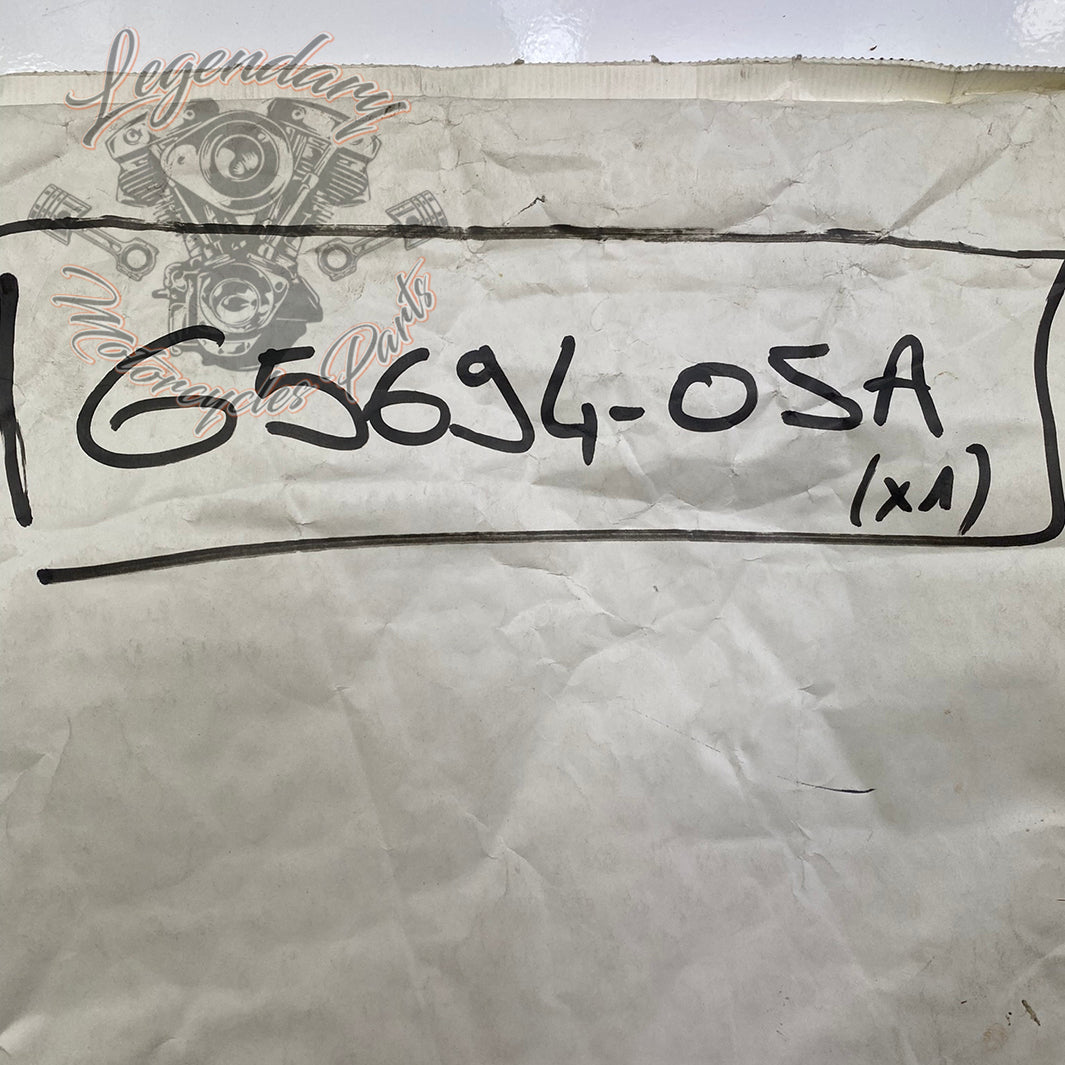 Legendary
Motorcycles Parts
65694-05A
(x1)